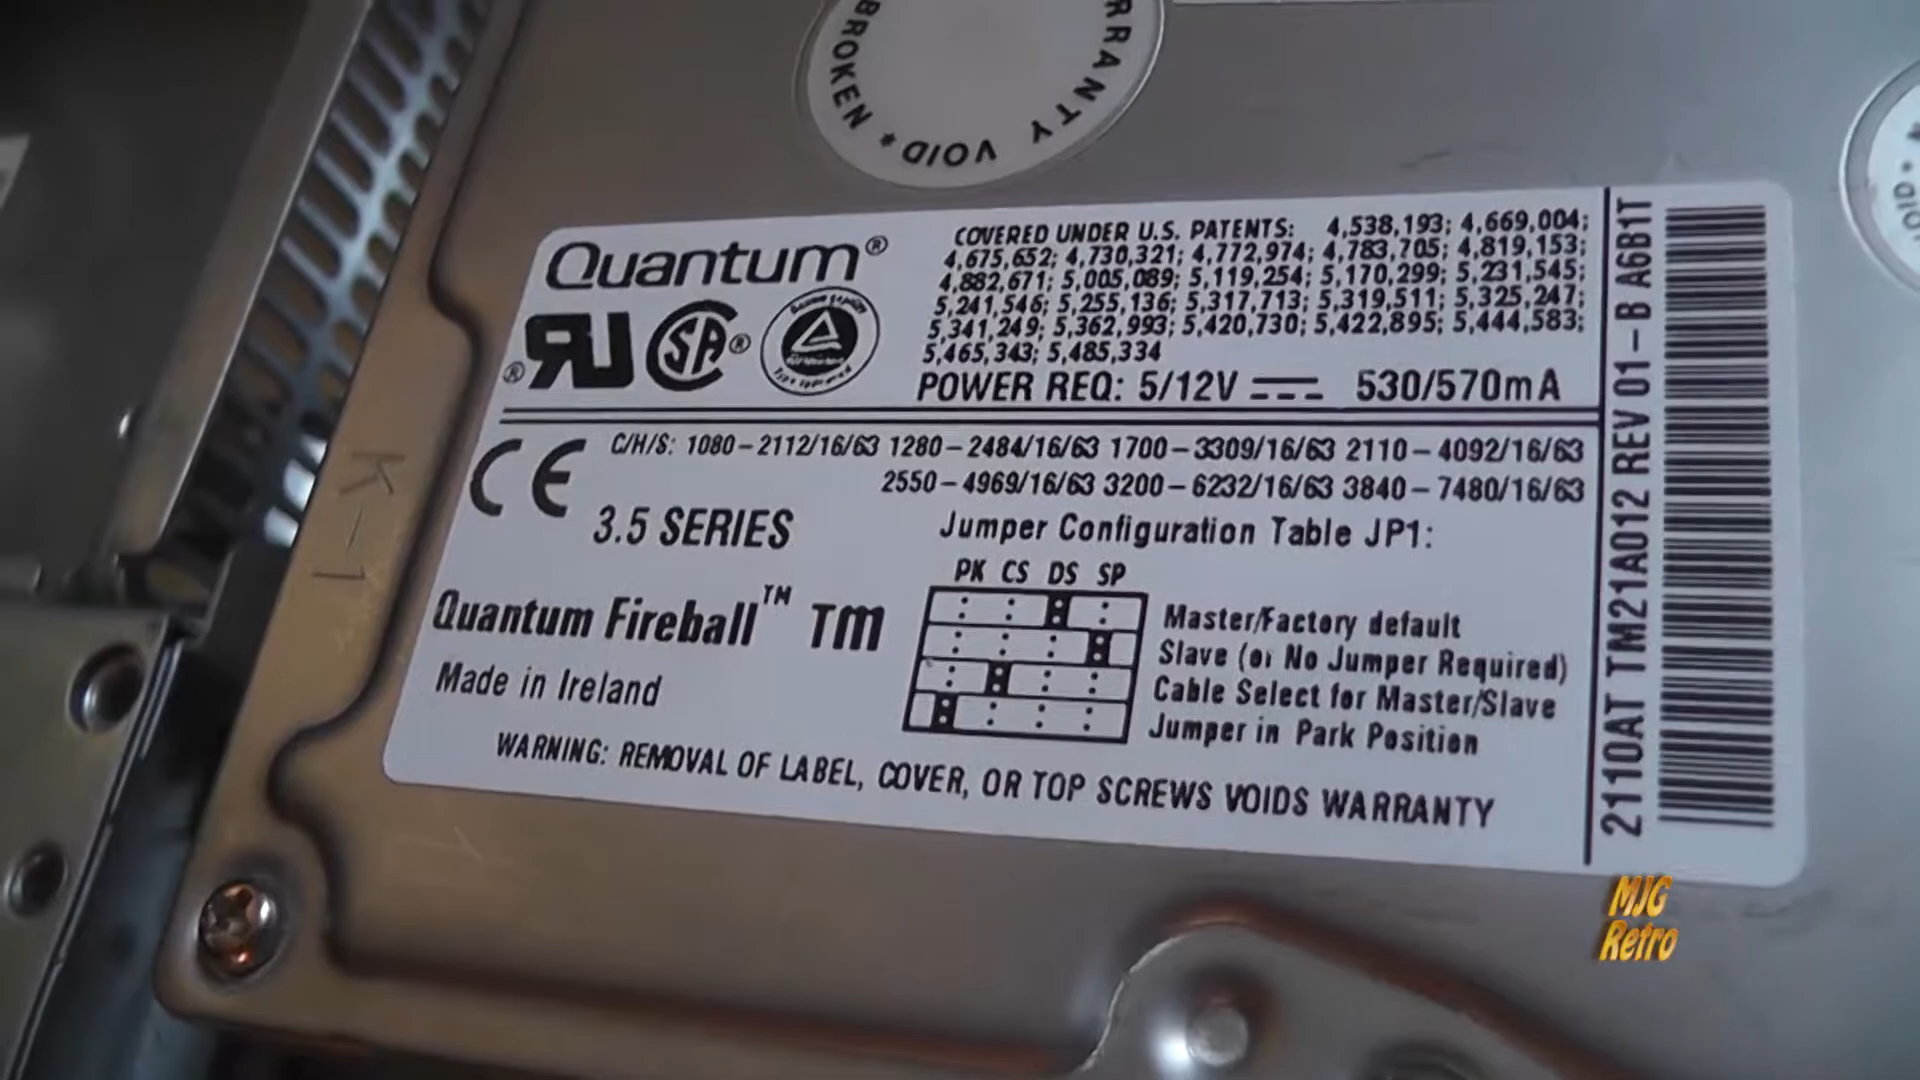 BROKEN * VOID
WARRANTY
Quantum®
COVERED UNDER U.S. PATENTS: 4,538,193; 4,669,004;
4,675,652; 4,730,321; 4,772,974; 4,783,705; 4,819,153;
4,882,671; 5,005,089; 5,119,254; 5,170,299; 5,231,545;
5,241,546; 5,255,136; 5,317,713; 5,319,511; 5,325,247;
5,341,249; 5,362,993; 5,420,730; 5,422,895; 5,444,583;
5,465,343; 5,485,334
SA®
POWER REQ: 5/12V 530/570mA
CE
C/H/S: 1080-2112/16/63 1280-2484/16/63 1700-3309/16/63 2110-4092/16/63
2550-4969/16/63 3200-6232/16/63 3840-7480/16/63
3.5 SERIES
Quantum Fireball™ TM
Made in Ireland
Jumper Configuration Table JP1:
PK CS DS SP
Master/Factory default
Slave (or No Jumper Required)
Cable Select for Master/Slave
Jumper in Park Position
WARNING: REMOVAL OF LABEL, COVER, OR TOP SCREWS VOIDS WARRANTY
2110AT TM21A012 REV 01-B A6B1T
K-1
MJG
Retro